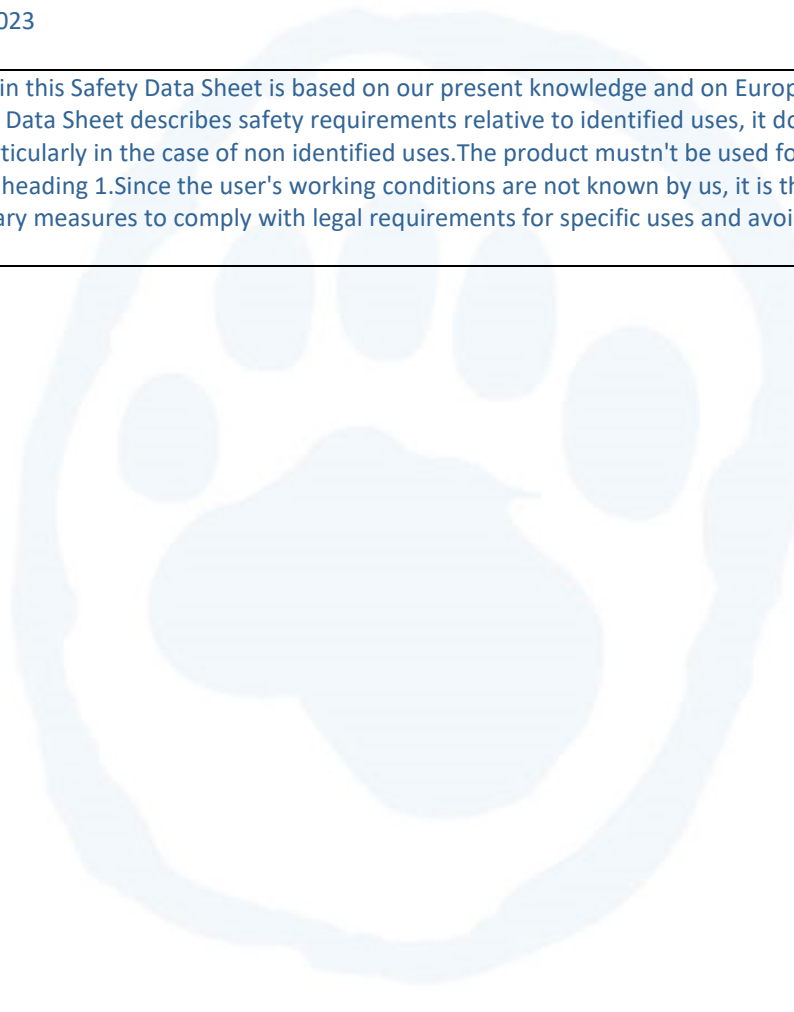 023
in this Safety Data Sheet is based on our present knowledge and on Europ
Data Sheet describes safety requirements relative to identified uses, it do
ticularly in the case of non identified uses.The product mustn't be used fo
heading 1.Since the user's working conditions are not known by us, it is th
ary measures to comply with legal requirements for specific uses and avoi